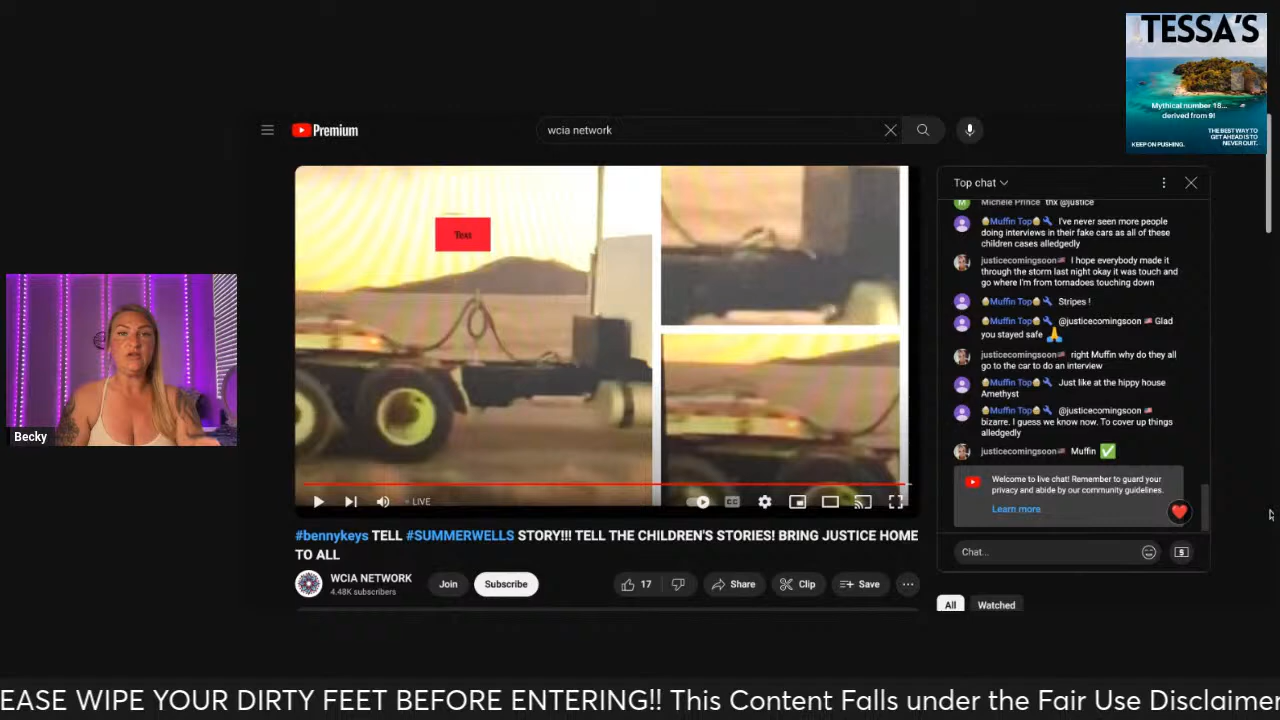 TESSA'S
Mythical number 18...
derived from 9!
THE BEST WAY TO
GET AHEAD IS TO
NEVER QUIT.
KEEP ON PUSHING.
Premium
wcia network
Text
LIVE
CC
Top chat
Michele Prince thx @justice
🧁Muffin Top🧁 🔧 I've never seen more people
doing interviews in their fake cars as all of these
children cases alledgedly
justicecomingsoon🇺🇸 I hope everybody made it
through the storm last night okay it was touch and
go where I'm from tornadoes touching down
🧁Muffin Top🧁 🔧 Stripes !
🧁Muffin Top🧁 🔧 @justicecomingsoon 🇺🇸 Glad
you stayed safe 🙏
justicecomingsoon🇺🇸 right Muffin why do they all
go to the car to do an interview
🧁Muffin Top🧁 🔧 Just like at the hippy house
Amethyst
🧁Muffin Top🧁 🔧 @justicecomingsoon 🇺🇸
bizarre. I guess we know now. To cover up things
alledgedly
justicecomingsoon🇺🇸 Muffin ✅
Welcome to live chat! Remember to guard your
privacy and abide by our community guidelines.
Learn more
Chat...
All
Watched
Becky
#bennykeys TELL #SUMMERWELLS STORY!!! TELL THE CHILDREN'S STORIES! BRING JUSTICE HOME
TO ALL
WCIA NETWORK
4.48K subscribers
Join
Subscribe
17
Share
Clip
Save
EASE WIPE YOUR DIRTY FEET BEFORE ENTERING!! This Content Falls under the Fair Use Disclaimer